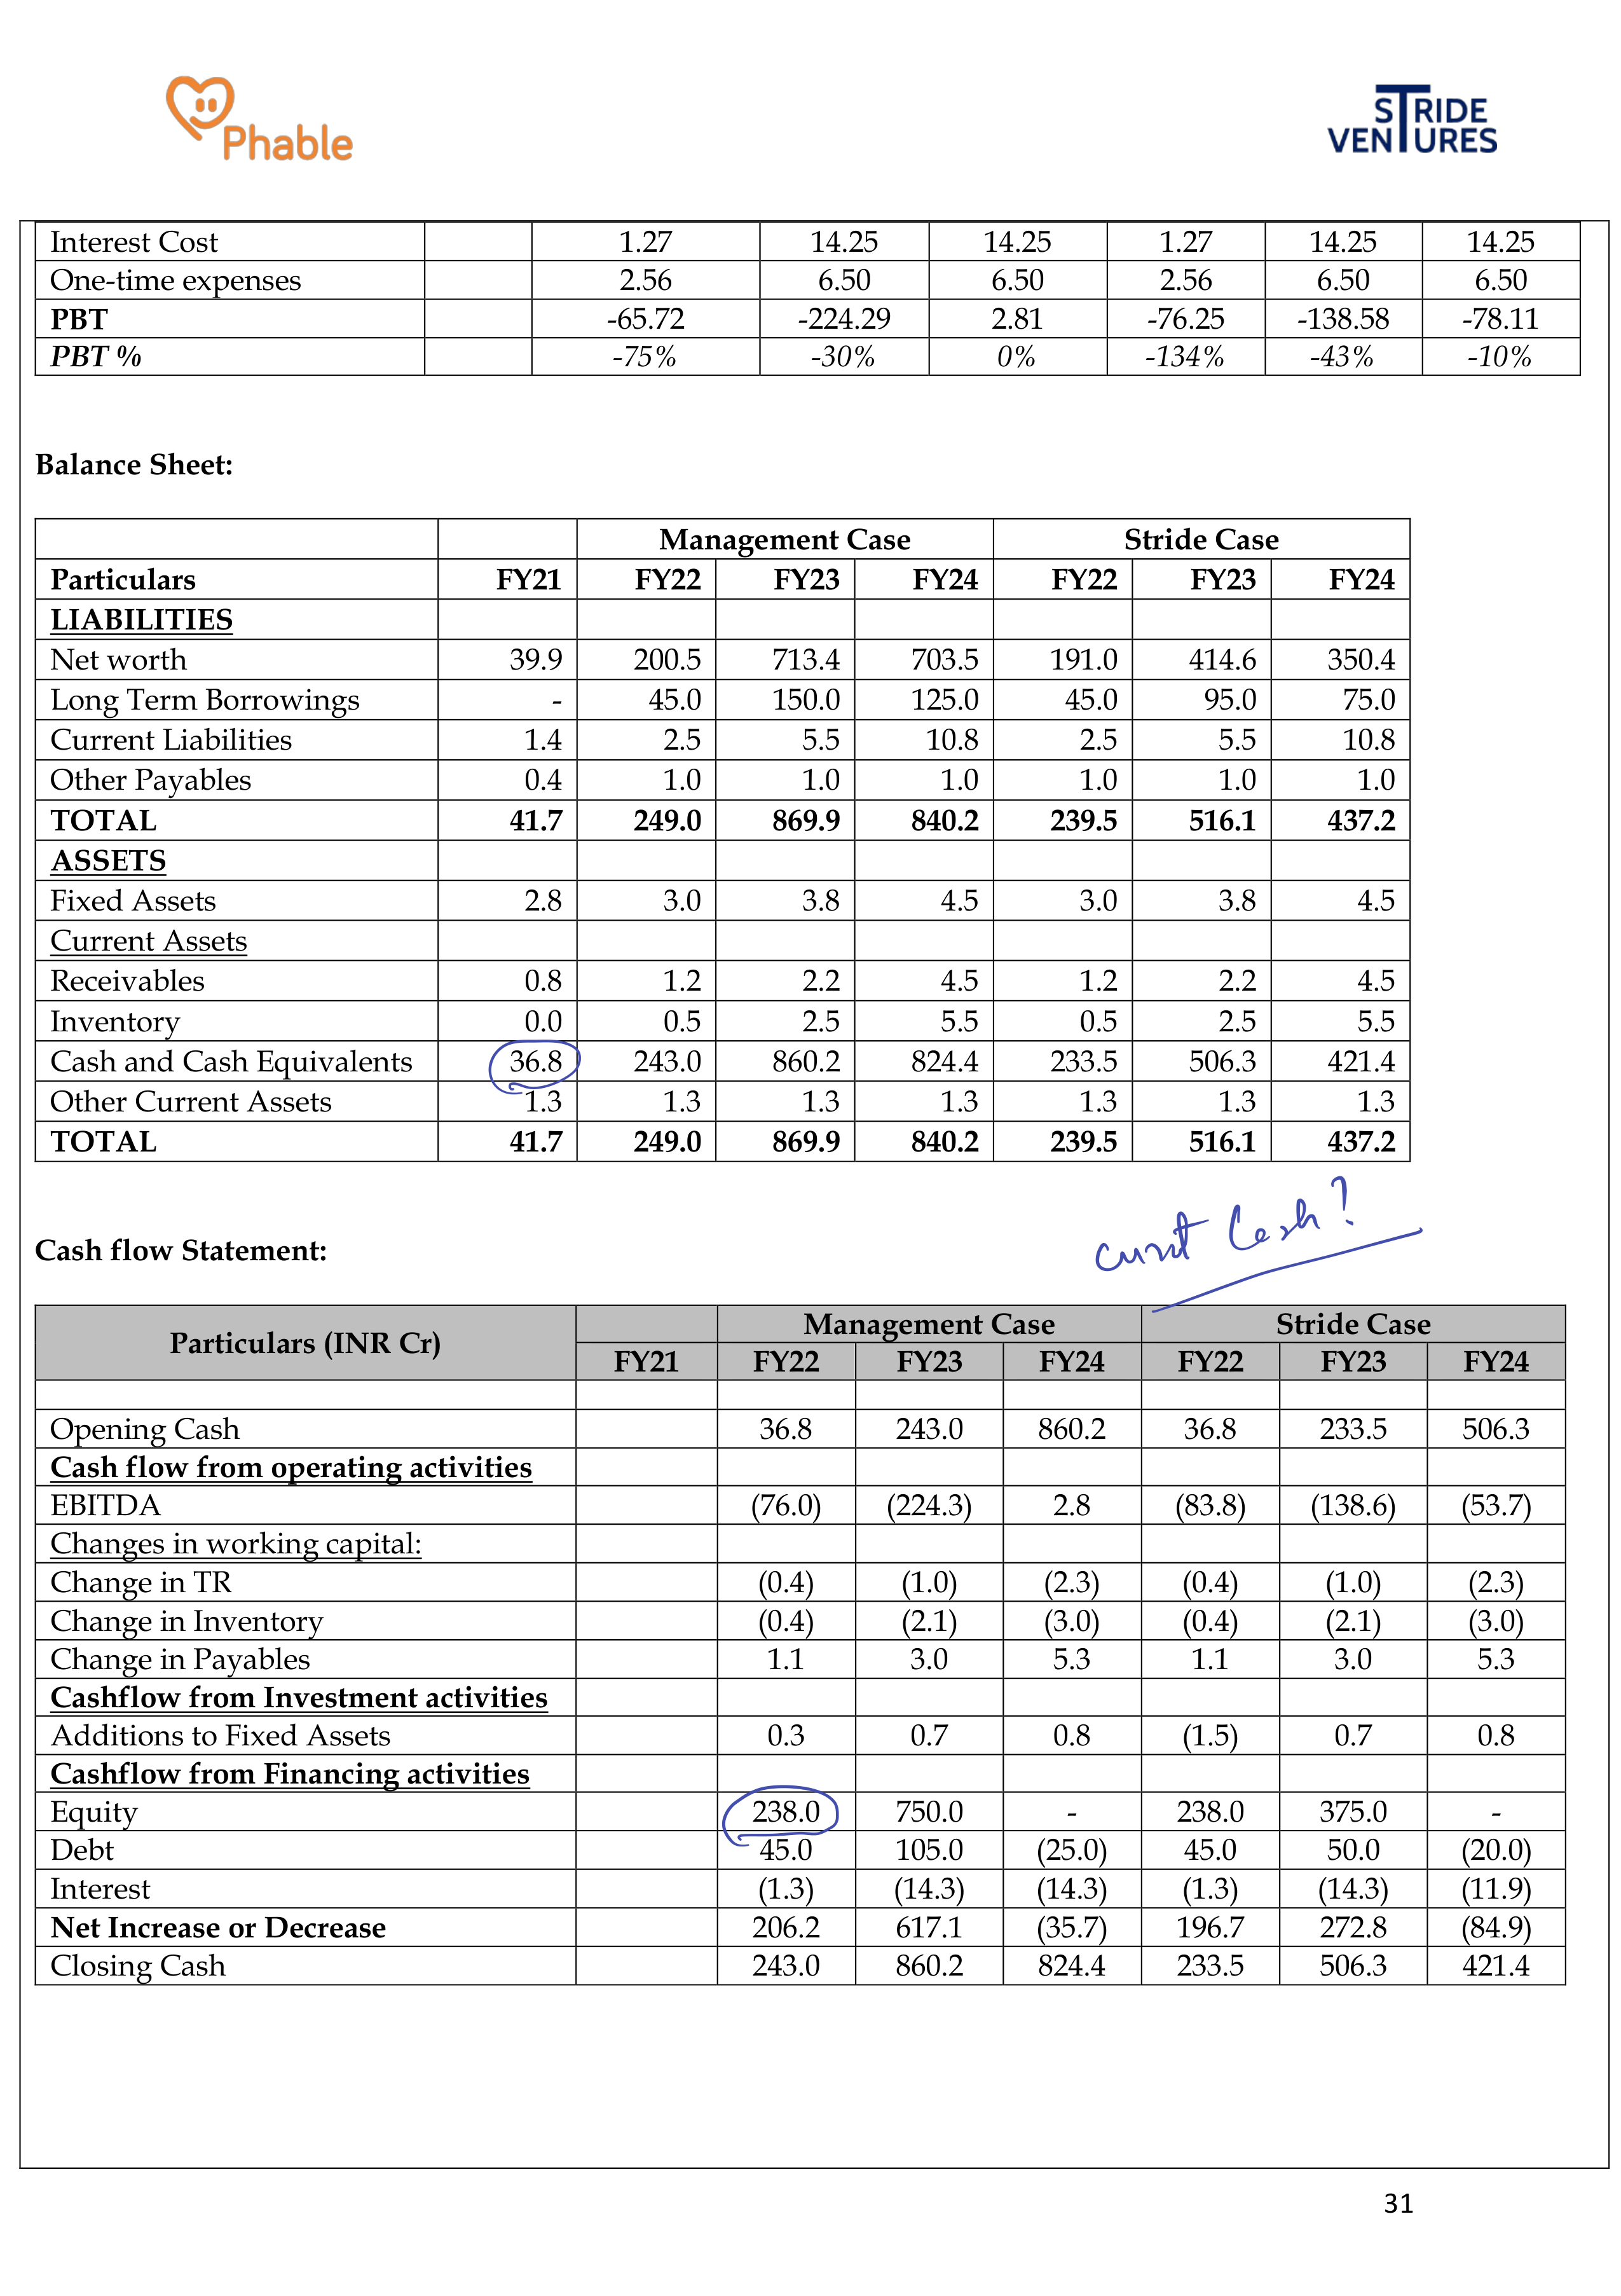 Phable
STRIDE
VENTURES
Interest Cost 1.27 14.25 14.25 1.27 14.25 14.25
One-time expenses 2.56 6.50 6.50 2.56 6.50 6.50
PBT -65.72 -224.29 2.81 -76.25 -138.58 -78.11
PBT % -75% -30% 0% -134% -43% -10%
Balance Sheet:
Management Case Stride Case
Particulars FY21 FY22 FY23 FY24 FY22 FY23 FY24
LIABILITIES
Net worth 39.9 200.5 713.4 703.5 191.0 414.6 350.4
Long Term Borrowings - 45.0 150.0 125.0 45.0 95.0 75.0
Current Liabilities 1.4 2.5 5.5 10.8 2.5 5.5 10.8
Other Payables 0.4 1.0 1.0 1.0 1.0 1.0 1.0
TOTAL 41.7 249.0 869.9 840.2 239.5 516.1 437.2
ASSETS
Fixed Assets 2.8 3.0 3.8 4.5 3.0 3.8 4.5
Current Assets
Receivables 0.8 1.2 2.2 4.5 1.2 2.2 4.5
Inventory 0.0 0.5 2.5 5.5 0.5 2.5 5.5
Cash and Cash Equivalents 36.8 243.0 860.2 824.4 233.5 506.3 421.4
Other Current Assets 1.3 1.3 1.3 1.3 1.3 1.3 1.3
TOTAL 41.7 249.0 869.9 840.2 239.5 516.1 437.2
Cash?
Cash flow Statement:
Particulars (INR Cr) Management Case Stride Case
FY21 FY22 FY23 FY24 FY22 FY23 FY24
Opening Cash 36.8 243.0 860.2 36.8 233.5 506.3
Cash flow from operating activities
EBITDA (76.0) (224.3) 2.8 (83.8) (138.6) (53.7)
Changes in working capital:
Change in TR (0.4) (1.0) (2.3) (0.4) (1.0) (2.3)
Change in Inventory (0.4) (2.1) (3.0) (0.4) (2.1) (3.0)
Change in Payables 1.1 3.0 5.3 1.1 3.0 5.3
Cashflow from Investment activities
Additions to Fixed Assets 0.3 0.7 0.8 (1.5) 0.7 0.8
Cashflow from Financing activities
Equity 238.0 750.0 - 238.0 375.0 -
Debt 45.0 105.0 (25.0) 45.0 50.0 (20.0)
Interest (1.3) (14.3) (14.3) (1.3) (14.3) (11.9)
Net Increase or Decrease 206.2 617.1 (35.7) 196.7 272.8 (84.9)
Closing Cash 243.0 860.2 824.4 233.5 506.3 421.4
31